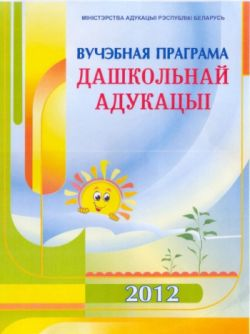 МІНІСТЭРСТВА АДУКАЦЫІ РЭСПУБЛІКІ БЕЛАРУСЬ
ВУЧЭБНАЯ ПРАГРАМА
ДАШКОЛЬНАЙ
АДУКАЦЫІ
2012